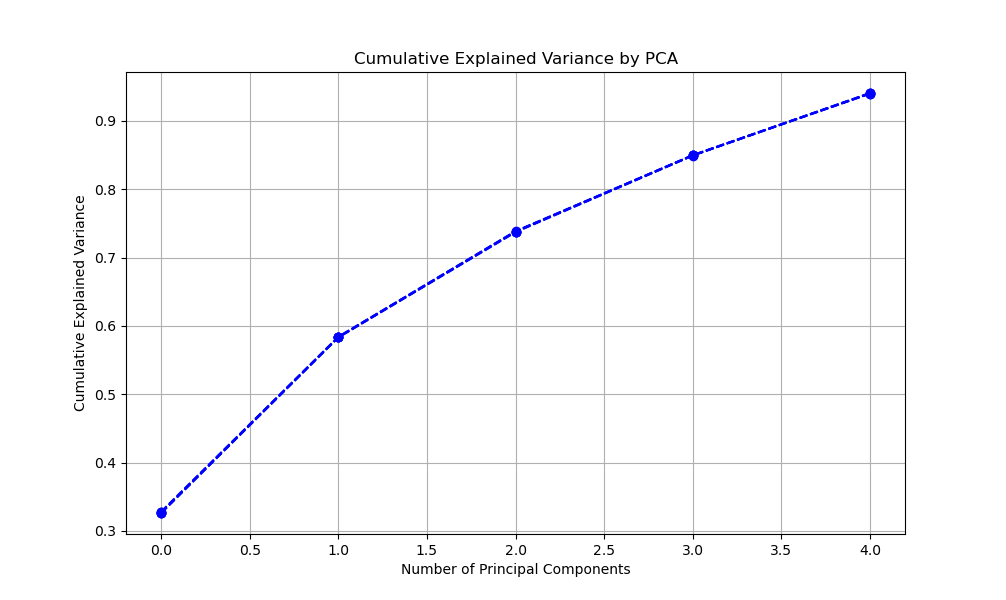 Cumulative Explained Variance by PCA
Cumulative Explained Variance
0.9
0.8
0.7
0.6
0.5
0.4
0.3
0.0 0.5 1.0 1.5 2.0 2.5 3.0 3.5 4.0
Number of Principal Components